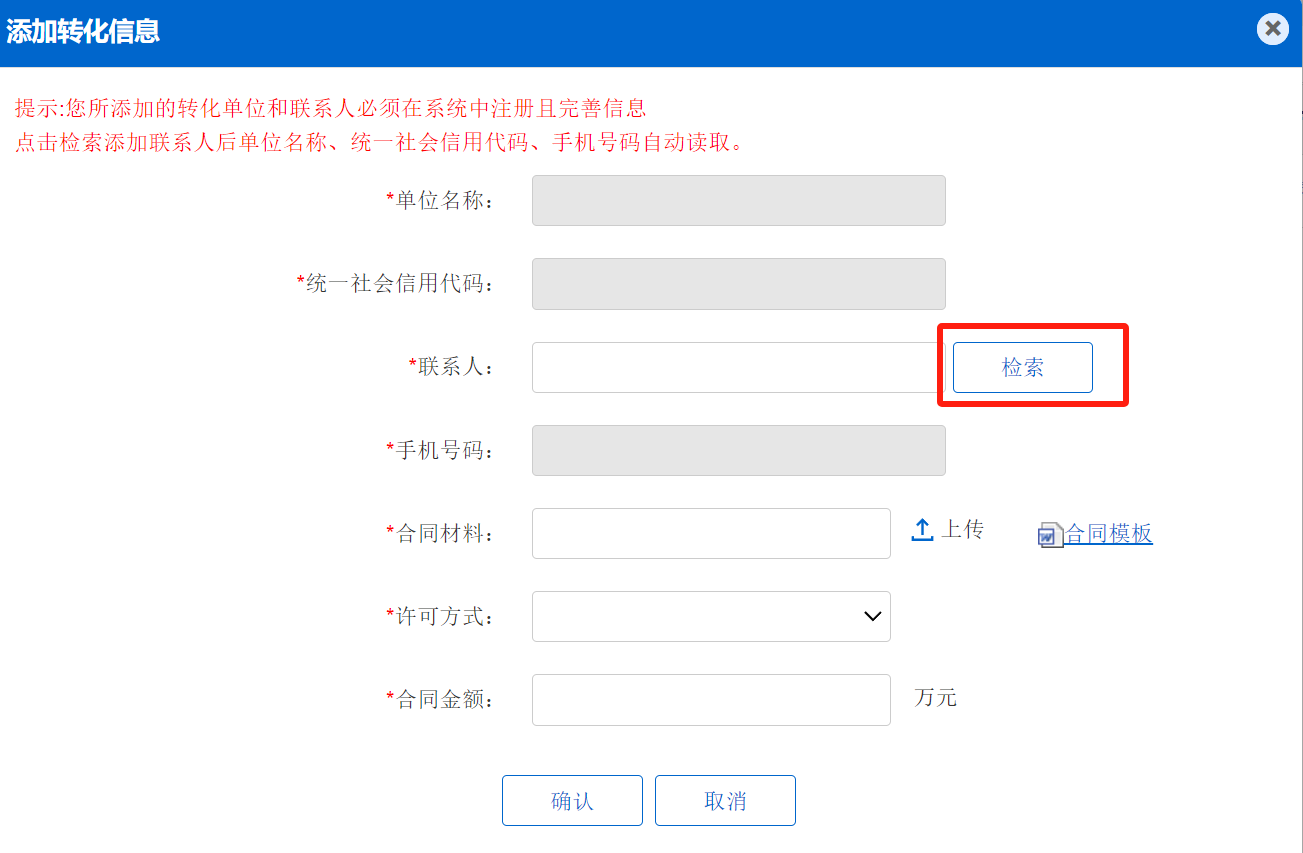 添加转化信息
提示:您所添加的转化单位和联系人必须在系统中注册且完善信息
点击检索添加联系人后单位名称、统一社会信用代码、手机号码自动读取。
*单位名称：
*统一社会信用代码：
*联系人： 检索
*手机号码：
*合同材料： 上传 合同模板
*许可方式：
*合同金额： 万元
确认 取消